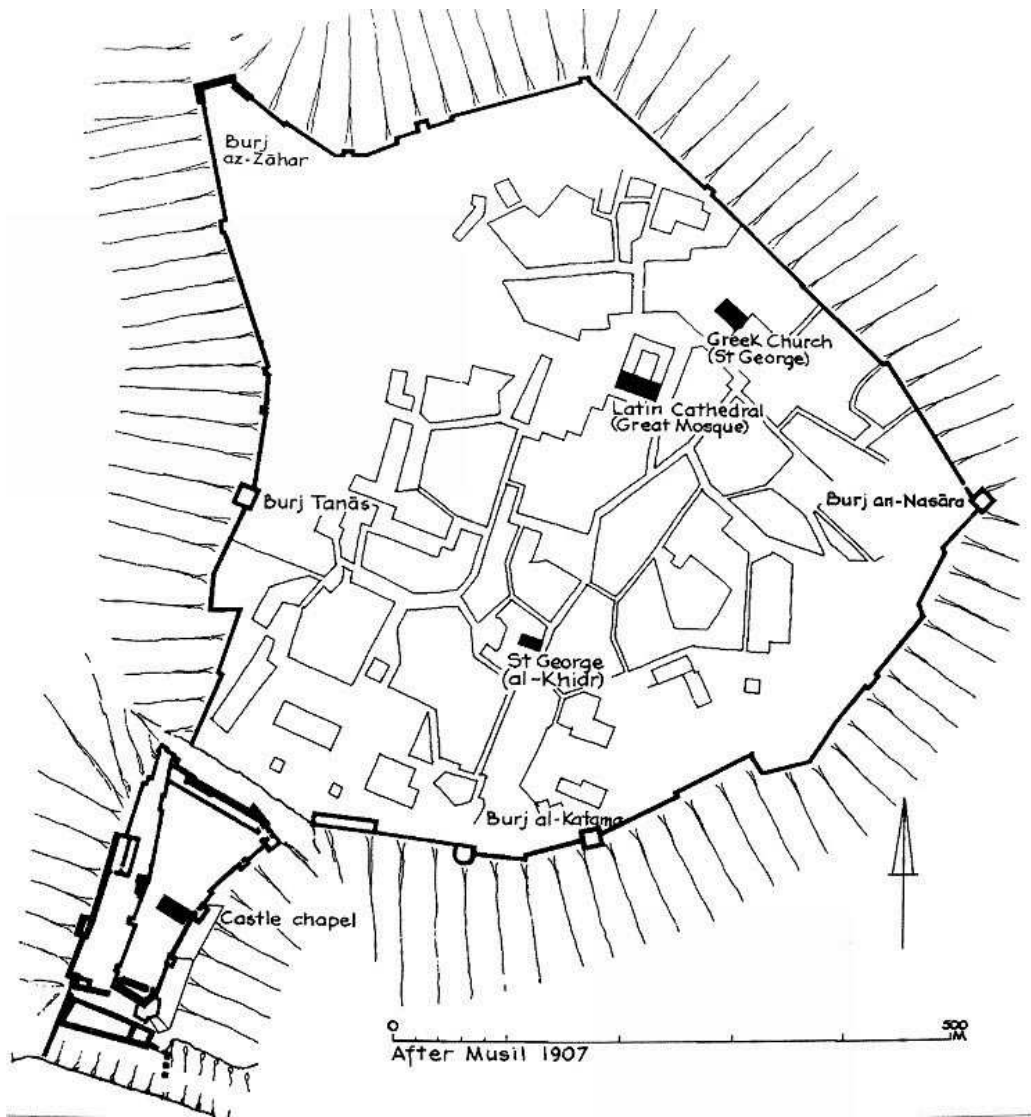 Burj
az-Zāhar
Greek Church
(St George)
Latin Cathedral
(Great Mosque)
Burj Tanās
Burj an-Nasāra
St George
(al-Khidr)
Burj al-Katama
Castle chapel
0
500
M
After Musil 1907